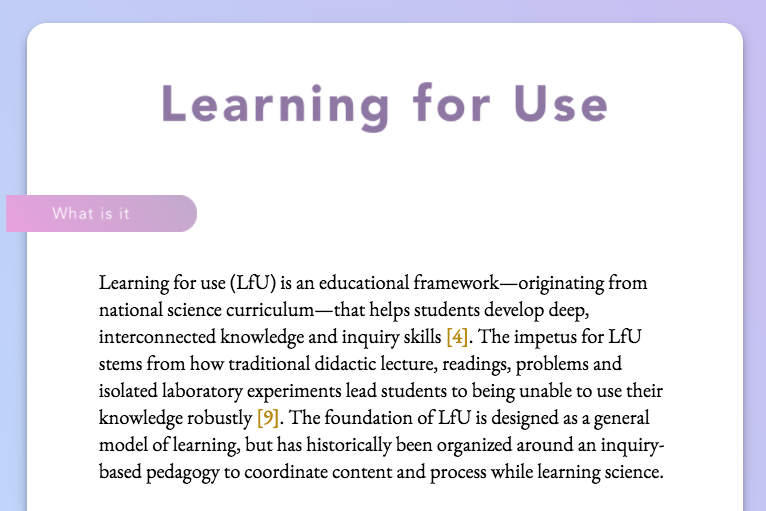 Learning for Use
What is it
Learning for use (LfU) is an educational framework—originating from
national science curriculum—that helps students develop deep,
interconnected knowledge and inquiry skills [4]. The impetus for LfU
stems from how traditional didactic lecture, readings, problems and
isolated laboratory experiments lead students to being unable to use their
knowledge robustly [9]. The foundation of LfU is designed as a general
model of learning, but has historically been organized around an inquiry-
based pedagogy to coordinate content and process while learning science.